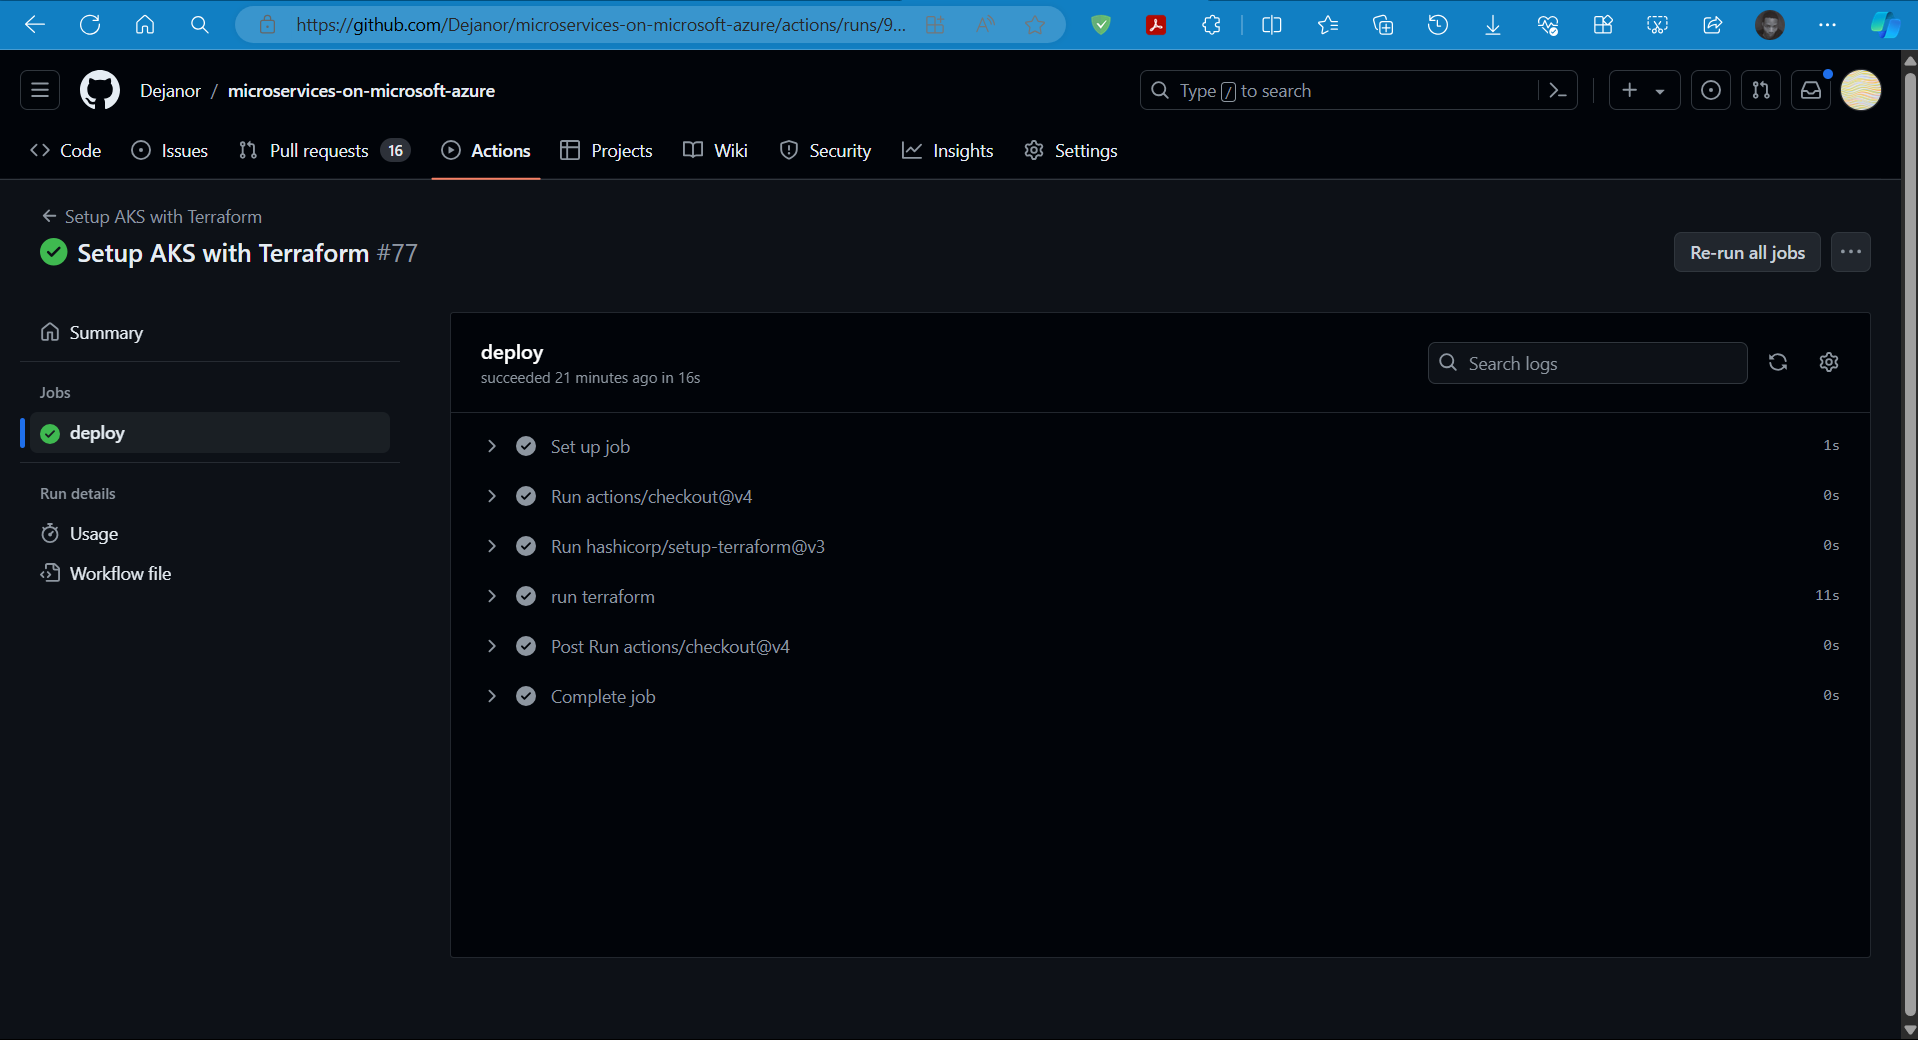 https://github.com/Dejanor/microservices-on-microsoft-azure/actions/runs/9...
Dejanor / microservices-on-microsoft-azure
Type / to search
Code Issues Pull requests 16 Actions Projects Wiki Security Insights Settings
Setup AKS with Terraform
Setup AKS with Terraform #77
Re-run all jobs
Summary
Jobs
deploy
Run details
Usage
Workflow file
deploy
succeeded 21 minutes ago in 16s
Search logs
Set up job 1s
Run actions/checkout@v4 0s
Run hashicorp/setup-terraform@v3 0s
run terraform 11s
Post Run actions/checkout@v4 0s
Complete job 0s